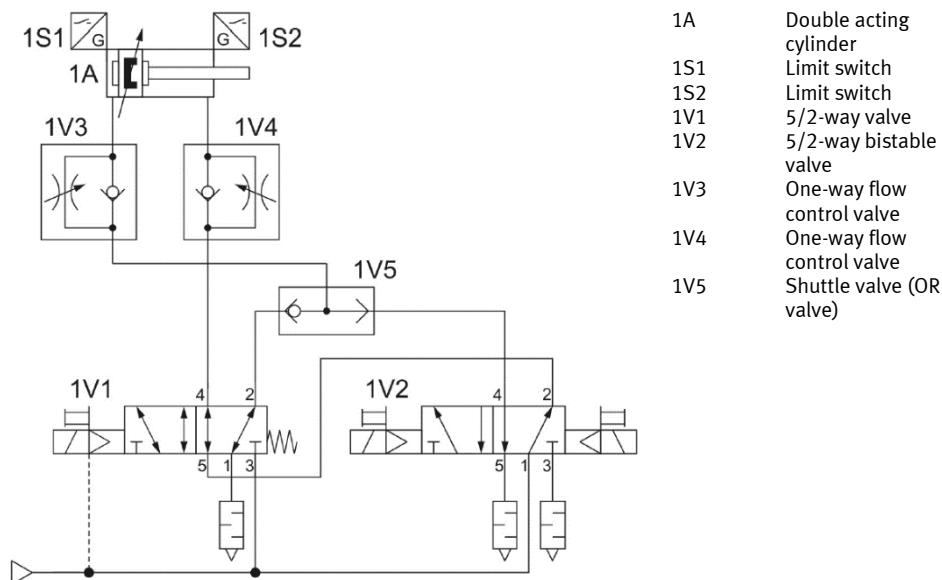 1S1 G G 1S2
1A
1V3 1V4
1V5
1V1 4 2 1V2 4 2
5 1 3 5 1 3
1A Double acting
cylinder
1S1 Limit switch
1S2 Limit switch
1V1 5/2-way valve
1V2 5/2-way bistable
valve
1V3 One-way flow
control valve
1V4 One-way flow
control valve
1V5 Shuttle valve (OR
valve)